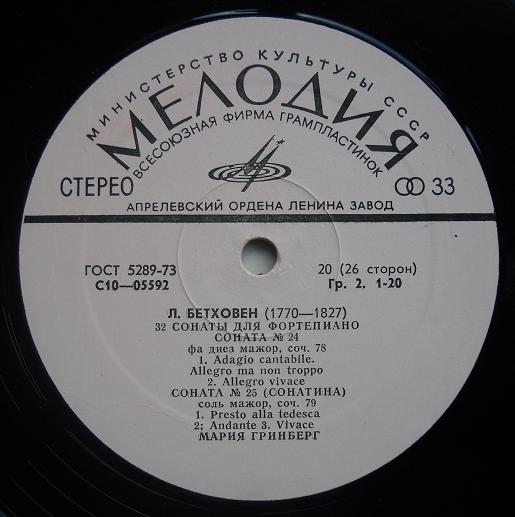 МИНИСТЕРСТВО КУЛЬТУРЫ СССР
МЕЛОДИЯ
ВСЕСОЮЗНАЯ ФИРМА ГРАМПЛАСТИНОК
СТЕРЕО
33
АПРЕЛЕВСКИЙ ОРДЕНА ЛЕНИНА ЗАВОД
ГОСТ 5289-73
20 (26 сторон)
С10—05592
Гр. 2. 1-20
Л. БЕТХОВЕН (1770—1827)
32 СОНАТЫ ДЛЯ ФОРТЕПИАНО
СОНАТА № 24
фа диез мажор, соч. 78
1. Adagio cantabile.
Allegro ma non troppo
2. Allegro vivace
СОНАТА № 25 (СОНАТИНА)
соль мажор, соч. 79
1. Presto alla tedesca
2; Andante 3. Vivace
МАРИЯ ГРИНБЕРГ